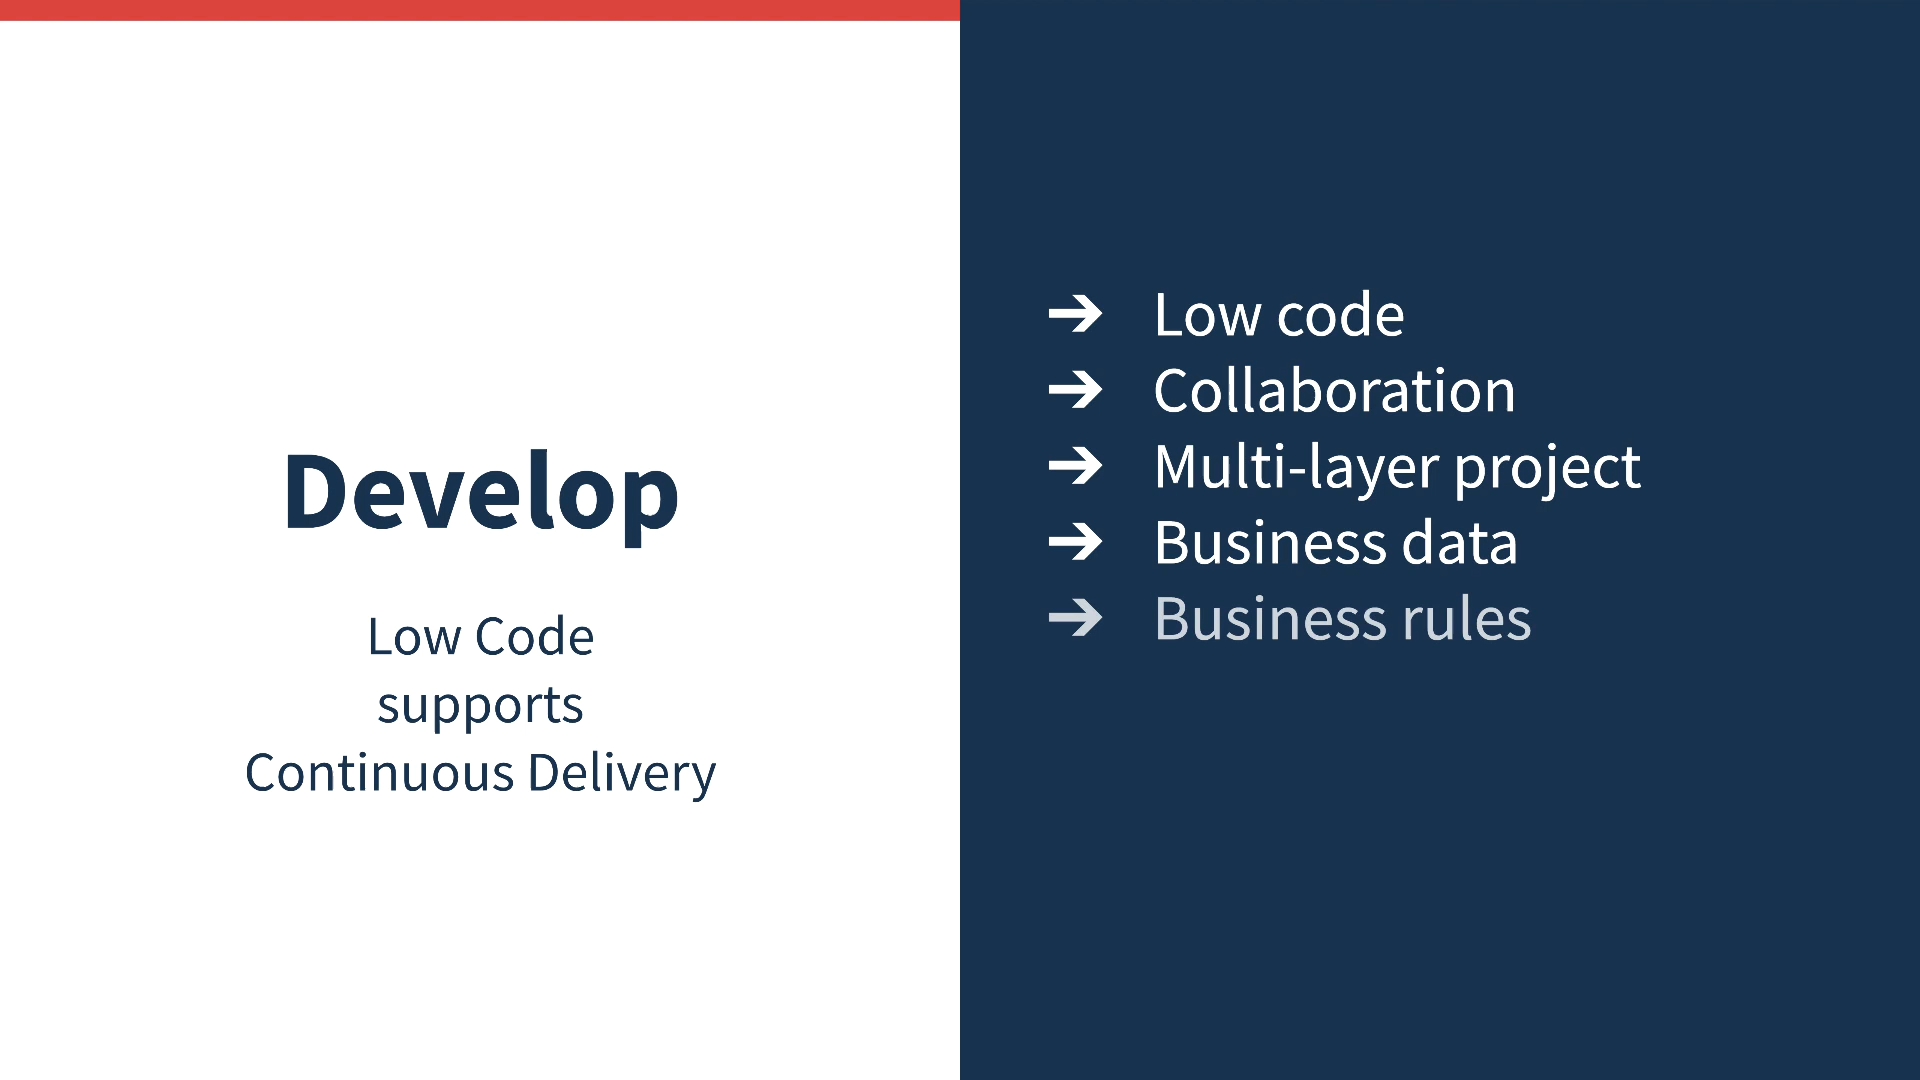 Develop
Low Code
supports
Continuous Delivery
➔ Low code
➔ Collaboration
➔ Multi-layer project
➔ Business data
➔ Business rules